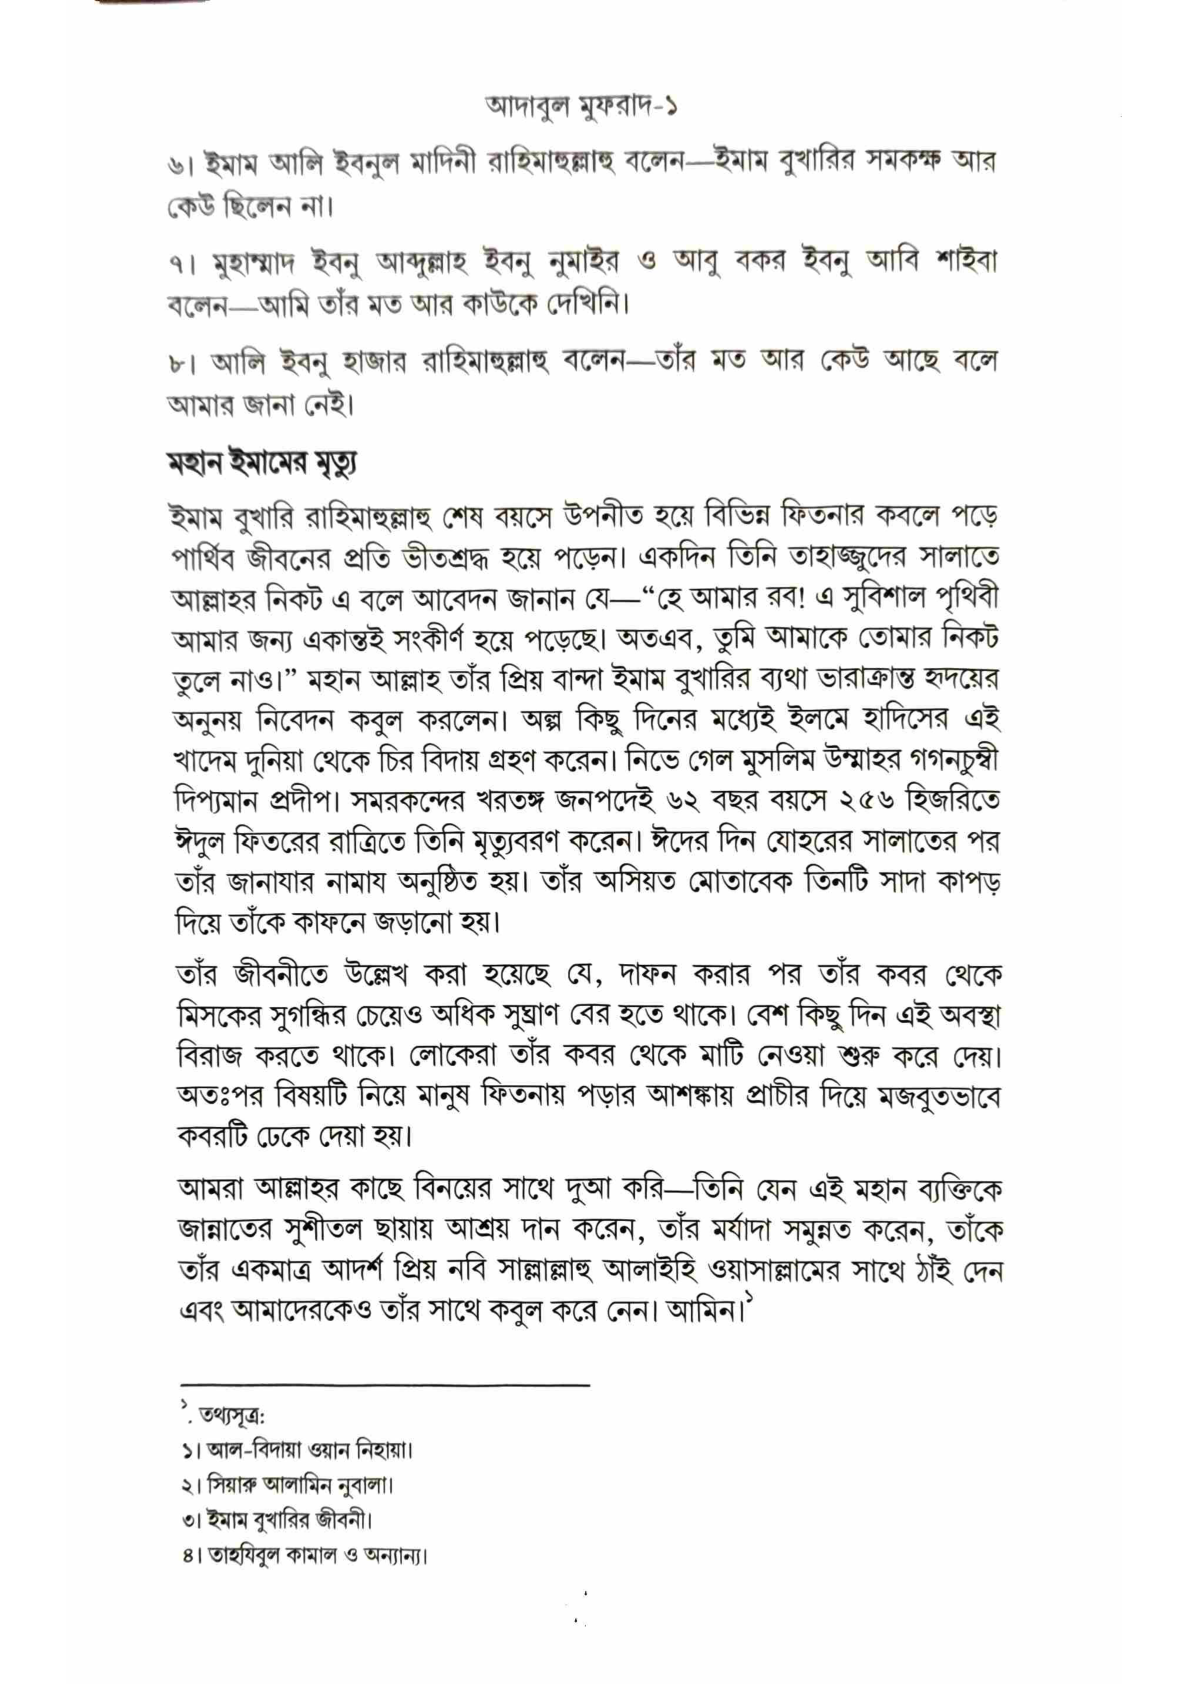 আদাবুল মুফরাদ-১
৬। ইমাম আলি ইবনুল মাদিনী রাহিমাহুল্লাহু বলেন—ইমাম বুখারির সমকক্ষ আর
কেউ ছিলেন না।
৭। মুহাম্মাদ ইবনু আব্দুল্লাহ ইবনু নুমাইর ও আবু বকর ইবনু আবি শাইবা
বলেন—আমি তাঁর মত আর কাউকে দেখিনি।
৮। আলি ইবনু হাজার রাহিমাহুল্লাহু বলেন—তাঁর মত আর কেউ আছে বলে
আমার জানা নেই।
মহান ইমামের মৃত্যু
ইমাম বুখারি রাহিমাহুল্লাহু শেষ বয়সে উপনীত হয়ে বিভিন্ন ফিতনার কবলে পড়ে
পার্থিব জীবনের প্রতি ভীতশ্রদ্ধ হয়ে পড়েন। একদিন তিনি তাহাজ্জুদের সালাতে
আল্লাহর নিকট এ বলে আবেদন জানান যে—“হে আমার রব! এ সুবিশাল পৃথিবী
আমার জন্য একান্তই সংকীর্ণ হয়ে পড়েছে। অতএব, তুমি আমাকে তোমার নিকট
তুলে নাও।” মহান আল্লাহ তাঁর প্রিয় বান্দা ইমাম বুখারির ব্যথা ভারাক্রান্ত হৃদয়ের
অনুনয় নিবেদন কবুল করলেন। অল্প কিছু দিনের মধ্যেই ইলমে হাদিসের এই
খাদেম দুনিয়া থেকে চির বিদায় গ্রহণ করেন। নিভে গেল মুসলিম উম্মাহর গগনচুম্বী
দিপ্যমান প্রদীপ। সমরকন্দের খরতঙ্গ জনপদেই ৬২ বছর বয়সে ২৫৬ হিজরিতে
ঈদুল ফিতরের রাত্রিতে তিনি মৃত্যুবরণ করেন। ঈদের দিন যোহরের সালাতের পর
তাঁর জানাযার নামায অনুষ্ঠিত হয়। তাঁর অসিয়ত মোতাবেক তিনটি সাদা কাপড়
দিয়ে তাঁকে কাফনে জড়ানো হয়।
তাঁর জীবনীতে উল্লেখ করা হয়েছে যে, দাফন করার পর তাঁর কবর থেকে
মিসকের সুগন্ধির চেয়েও অধিক সুঘ্রাণ বের হতে থাকে। বেশ কিছু দিন এই অবস্থা
বিরাজ করতে থাকে। লোকেরা তাঁর কবর থেকে মাটি নেওয়া শুরু করে দেয়।
অতঃপর বিষয়টি নিয়ে মানুষ ফিতনায় পড়ার আশঙ্কায় প্রাচীর দিয়ে মজবুতভাবে
কবরটি ঢেকে দেয়া হয়।
আমরা আল্লাহর কাছে বিনয়ের সাথে দুআ করি—তিনি যেন এই মহান ব্যক্তিকে
জান্নাতের সুশীতল ছায়ায় আশ্রয় দান করেন, তাঁর মর্যাদা সমুন্নত করেন, তাঁকে
তাঁর একমাত্র আদর্শ প্রিয় নবি সাল্লাল্লাহু আলাইহি ওয়াসাল্লামের সাথে ঠাঁই দেন
এবং আমাদেরকেও তাঁর সাথে কবুল করে নেন। আমিন।১
১. তথ্যসূত্র:
১। আল-বিদায়া ওয়ান নিহায়া।
২। সিয়ারু আলামিন নুবালা।
৩। ইমাম বুখারির জীবনী।
৪। তাহযিবুল কামাল ও অন্যান্য।